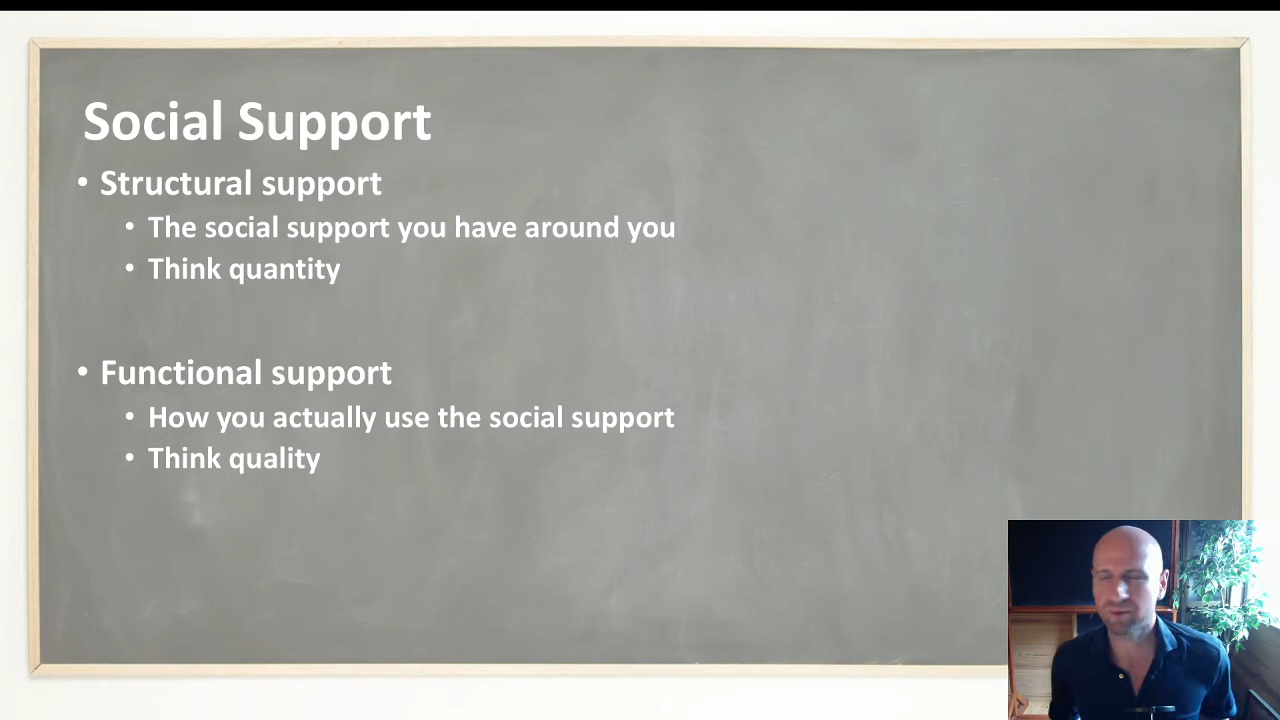 Social Support
• Structural support
• The social support you have around you
• Think quantity
• Functional support
• How you actually use the social support
• Think quality